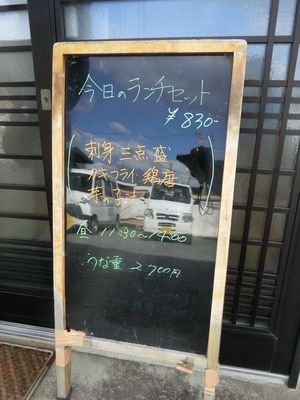 今日のランチセット
￥830-
刺身三点盛
カキフライ 鶏唐
昼 11:30〜14:00
うな重 2,700円